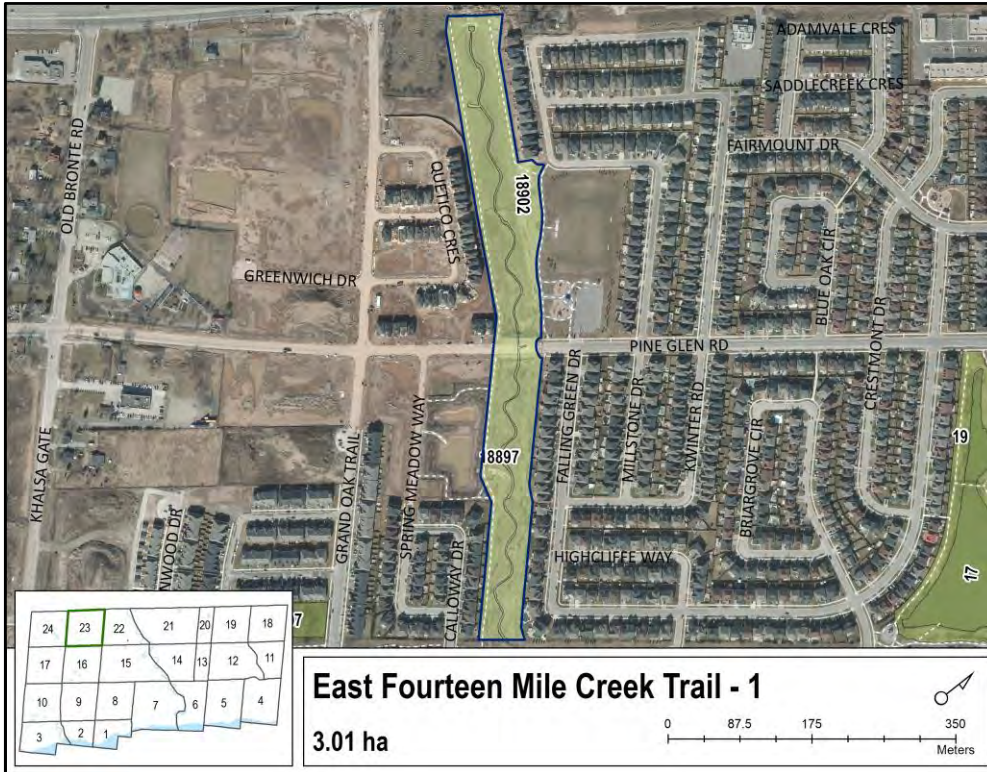 ADAMVALE CRES
SADDLECREEK CRES
OLD BRONTE RD
FAIRMOUNT DR
QUETICO CRES
18902
BLUE OAK CIR
GREENWICH DR
CRESTMONT DR
PINE GLEN RD
FALLING GREEN DR
MILLSTONE DR
KWINTER RD
SPRING MEADOW WAY
19
18897
BRIARGROVE CIR
KHALSA GATE
GRAND OAK TRAIL
NWOOD DR
HIGHCLIFFE WAY
17
CALLOWAY DR
24 23 22 21 20 19 18
17 16 15 14 13 12 11
10 9 8 7 6 5 4
3 2 1
East Fourteen Mile Creek Trail - 1
3.01 ha
0 87.5 175 350
Meters